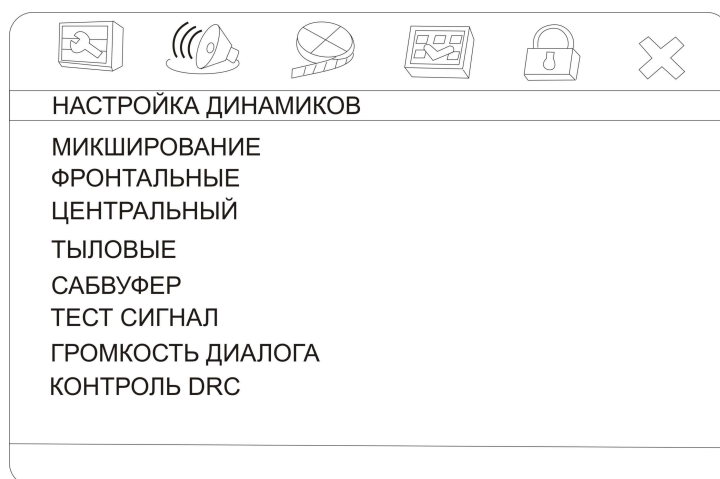 НАСТРОЙКА ДИНАМИКОВ
МИКШИРОВАНИЕ
ФРОНТАЛЬНЫЕ
ЦЕНТРАЛЬНЫЙ
ТЫЛОВЫЕ
САБВУФЕР
ТЕСТ СИГНАЛ
ГРОМКОСТЬ ДИАЛОГА
КОНТРОЛЬ DRC